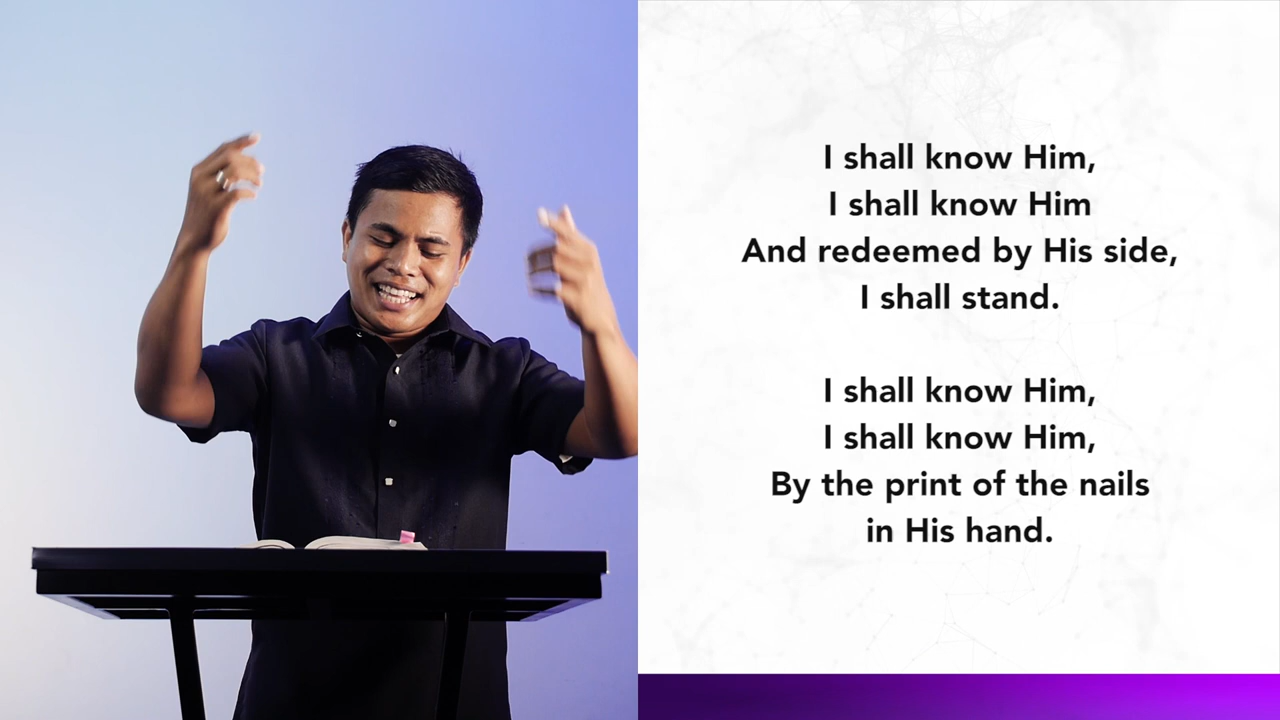 I shall know Him,
I shall know Him
And redeemed by His side,
I shall stand.
I shall know Him,
I shall know Him,
By the print of the nails
in His hand.